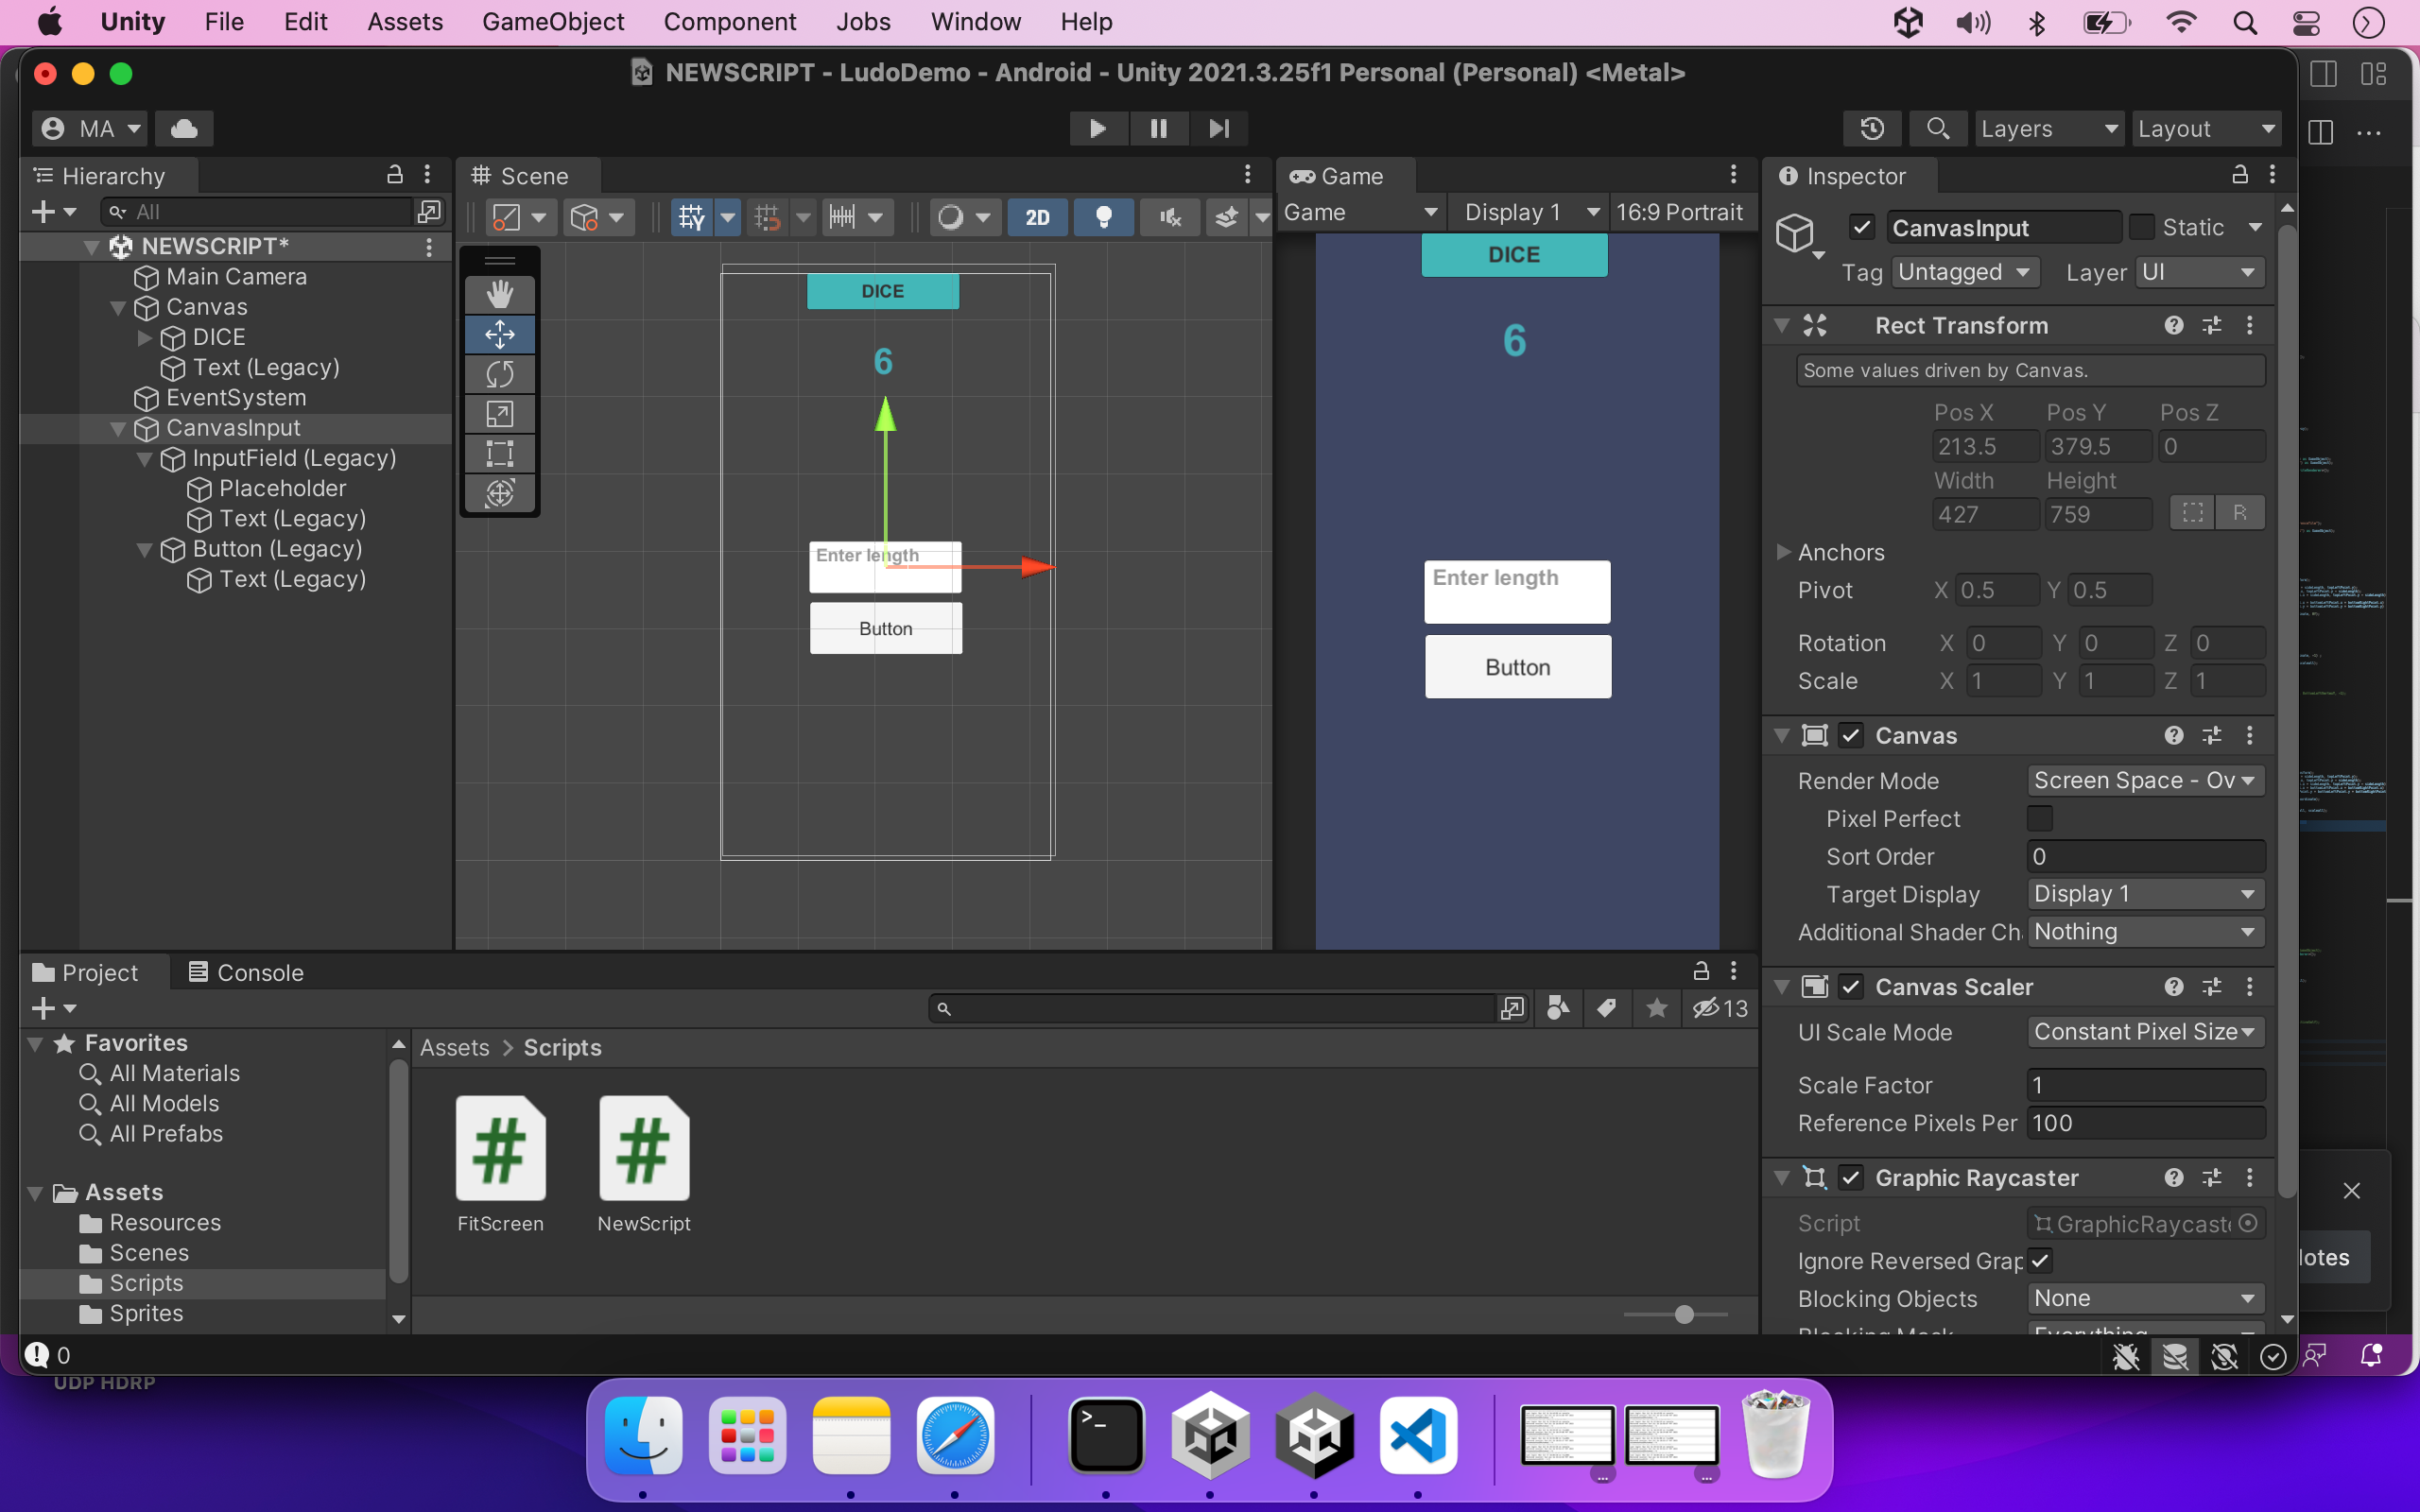 Unity File Edit Assets GameObject Component Jobs Window Help
NEWSCRIPT - LudoDemo - Android - Unity 2021.3.25f1 Personal (Personal) <Metal>
MA
Layers
Layout
Hierarchy
All
NEWSCRIPT*
Main Camera
Canvas
DICE
Text (Legacy)
EventSystem
CanvasInput
InputField (Legacy)
Placeholder
Text (Legacy)
Button (Legacy)
Text (Legacy)
Scene
2D
DICE
6
Enter length
Button
Game
Game
Display 1
16:9 Portrait
DICE
6
Enter length
Button
Inspector
CanvasInput
Static
Tag Untagged Layer UI
Rect Transform
Some values driven by Canvas.
Pos X Pos Y Pos Z
213.5 379.5 0
Width Height
427 759
R
Anchors
Pivot X 0.5 Y 0.5
Rotation X 0 Y 0 Z 0
Scale X 1 Y 1 Z 1
Canvas
Render Mode Screen Space - Ov
Pixel Perfect
Sort Order 0
Target Display Display 1
Additional Shader Ch Nothing
Canvas Scaler
UI Scale Mode Constant Pixel Size
Scale Factor 1
Reference Pixels Per 100
Graphic Raycaster
Script GraphicRaycaste
Ignore Reversed Grap
Blocking Objects None
Blocking Mask Everything
Project
Console
13
Favorites
All Materials
All Models
All Prefabs
Assets
Resources
Scenes
Scripts
Sprites
Assets > Scripts
FitScreen
NewScript
0
lotes
UDP HDRP